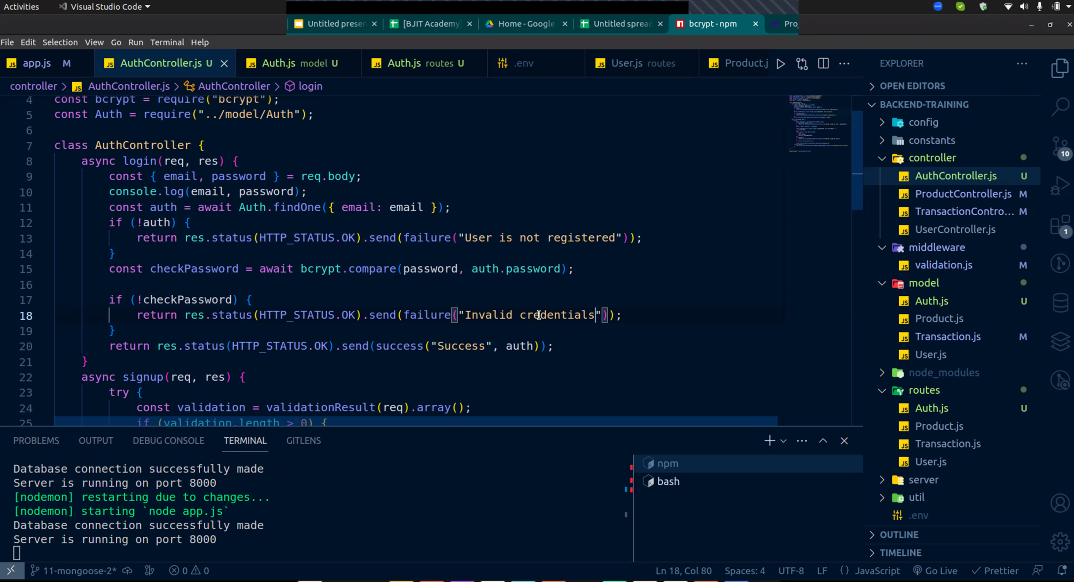 Activities
Visual Studio Code
Untitled presen
[BJIT Academy]
Home - Google
Untitled spread
bcrypt - npm
Pro
File Edit Selection View Go Run Terminal Help
app.js M
AuthController.js U
Auth.js model U
Auth.js routes U
.env
User.js routes
Product.j
controller > AuthController.js > AuthController > login
4 const bcrypt = require("bcrypt");
5 const Auth = require("../model/Auth");
6
7 class AuthController {
8 async login(req, res) {
9 const { email, password } = req.body;
10 console.log(email, password);
11 const auth = await Auth.findOne({ email: email });
12 if (!auth) {
13 return res.status(HTTP_STATUS.OK).send(failure("User is not registered"));
14 }
15 const checkPassword = await bcrypt.compare(password, auth.password);
16
17 if (!checkPassword) {
18 return res.status(HTTP_STATUS.OK).send(failure("Invalid credentials"));
19 }
20 return res.status(HTTP_STATUS.OK).send(success("Success", auth));
21 }
22 async signup(req, res) {
23 try {
24 const validation = validationResult(req).array();
25 if (validation.length > 0) {
EXPLORER
OPEN EDITORS
BACKEND-TRAINING
config
constants
controller
AuthController.js U
ProductController.js M
TransactionContro... M
UserController.js
middleware
validation.js M
model
Auth.js U
Product.js
Transaction.js M
User.js
node_modules
routes
Auth.js U
Product.js
Transaction.js
User.js
server
util
.env
OUTLINE
TIMELINE
10
1
PROBLEMS OUTPUT DEBUG CONSOLE TERMINAL GITLENS
Database connection successfully made
Server is running on port 8000
[nodemon] restarting due to changes...
[nodemon] starting `node app.js`
Database connection successfully made
Server is running on port 8000
npm
bash
11-mongoose-2* 0 0 Ln 18, Col 80 Spaces: 4 UTF-8 LF { } JavaScript Go Live Prettier